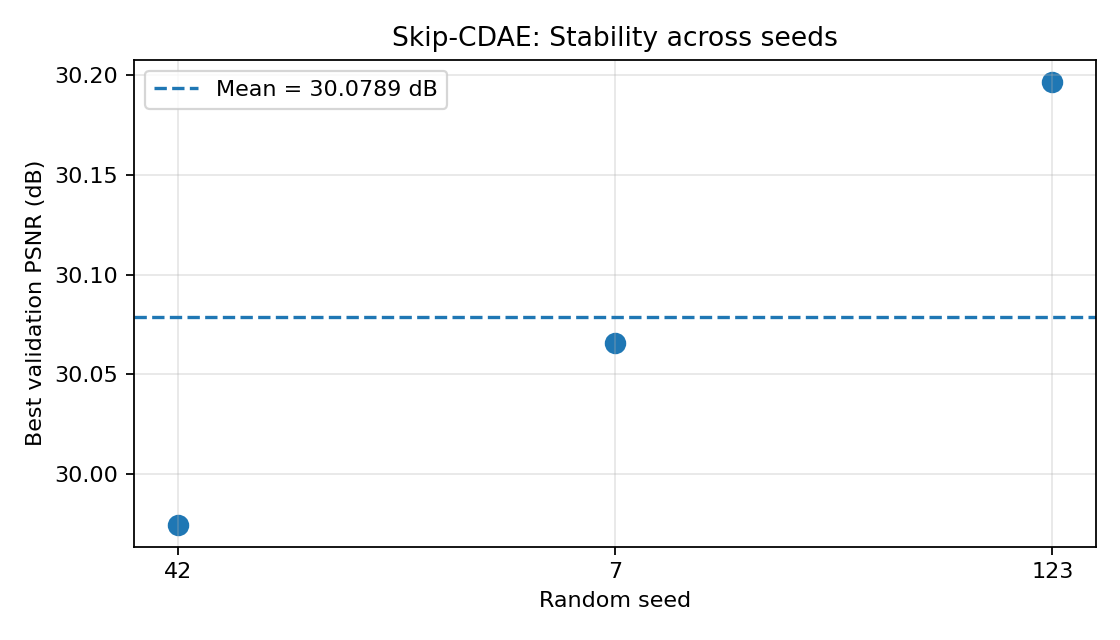 Skip-CDAE: Stability across seeds
Mean = 30.0789 dB
Best validation PSNR (dB)
30.20
30.15
30.10
30.05
30.00
42
7
123
Random seed